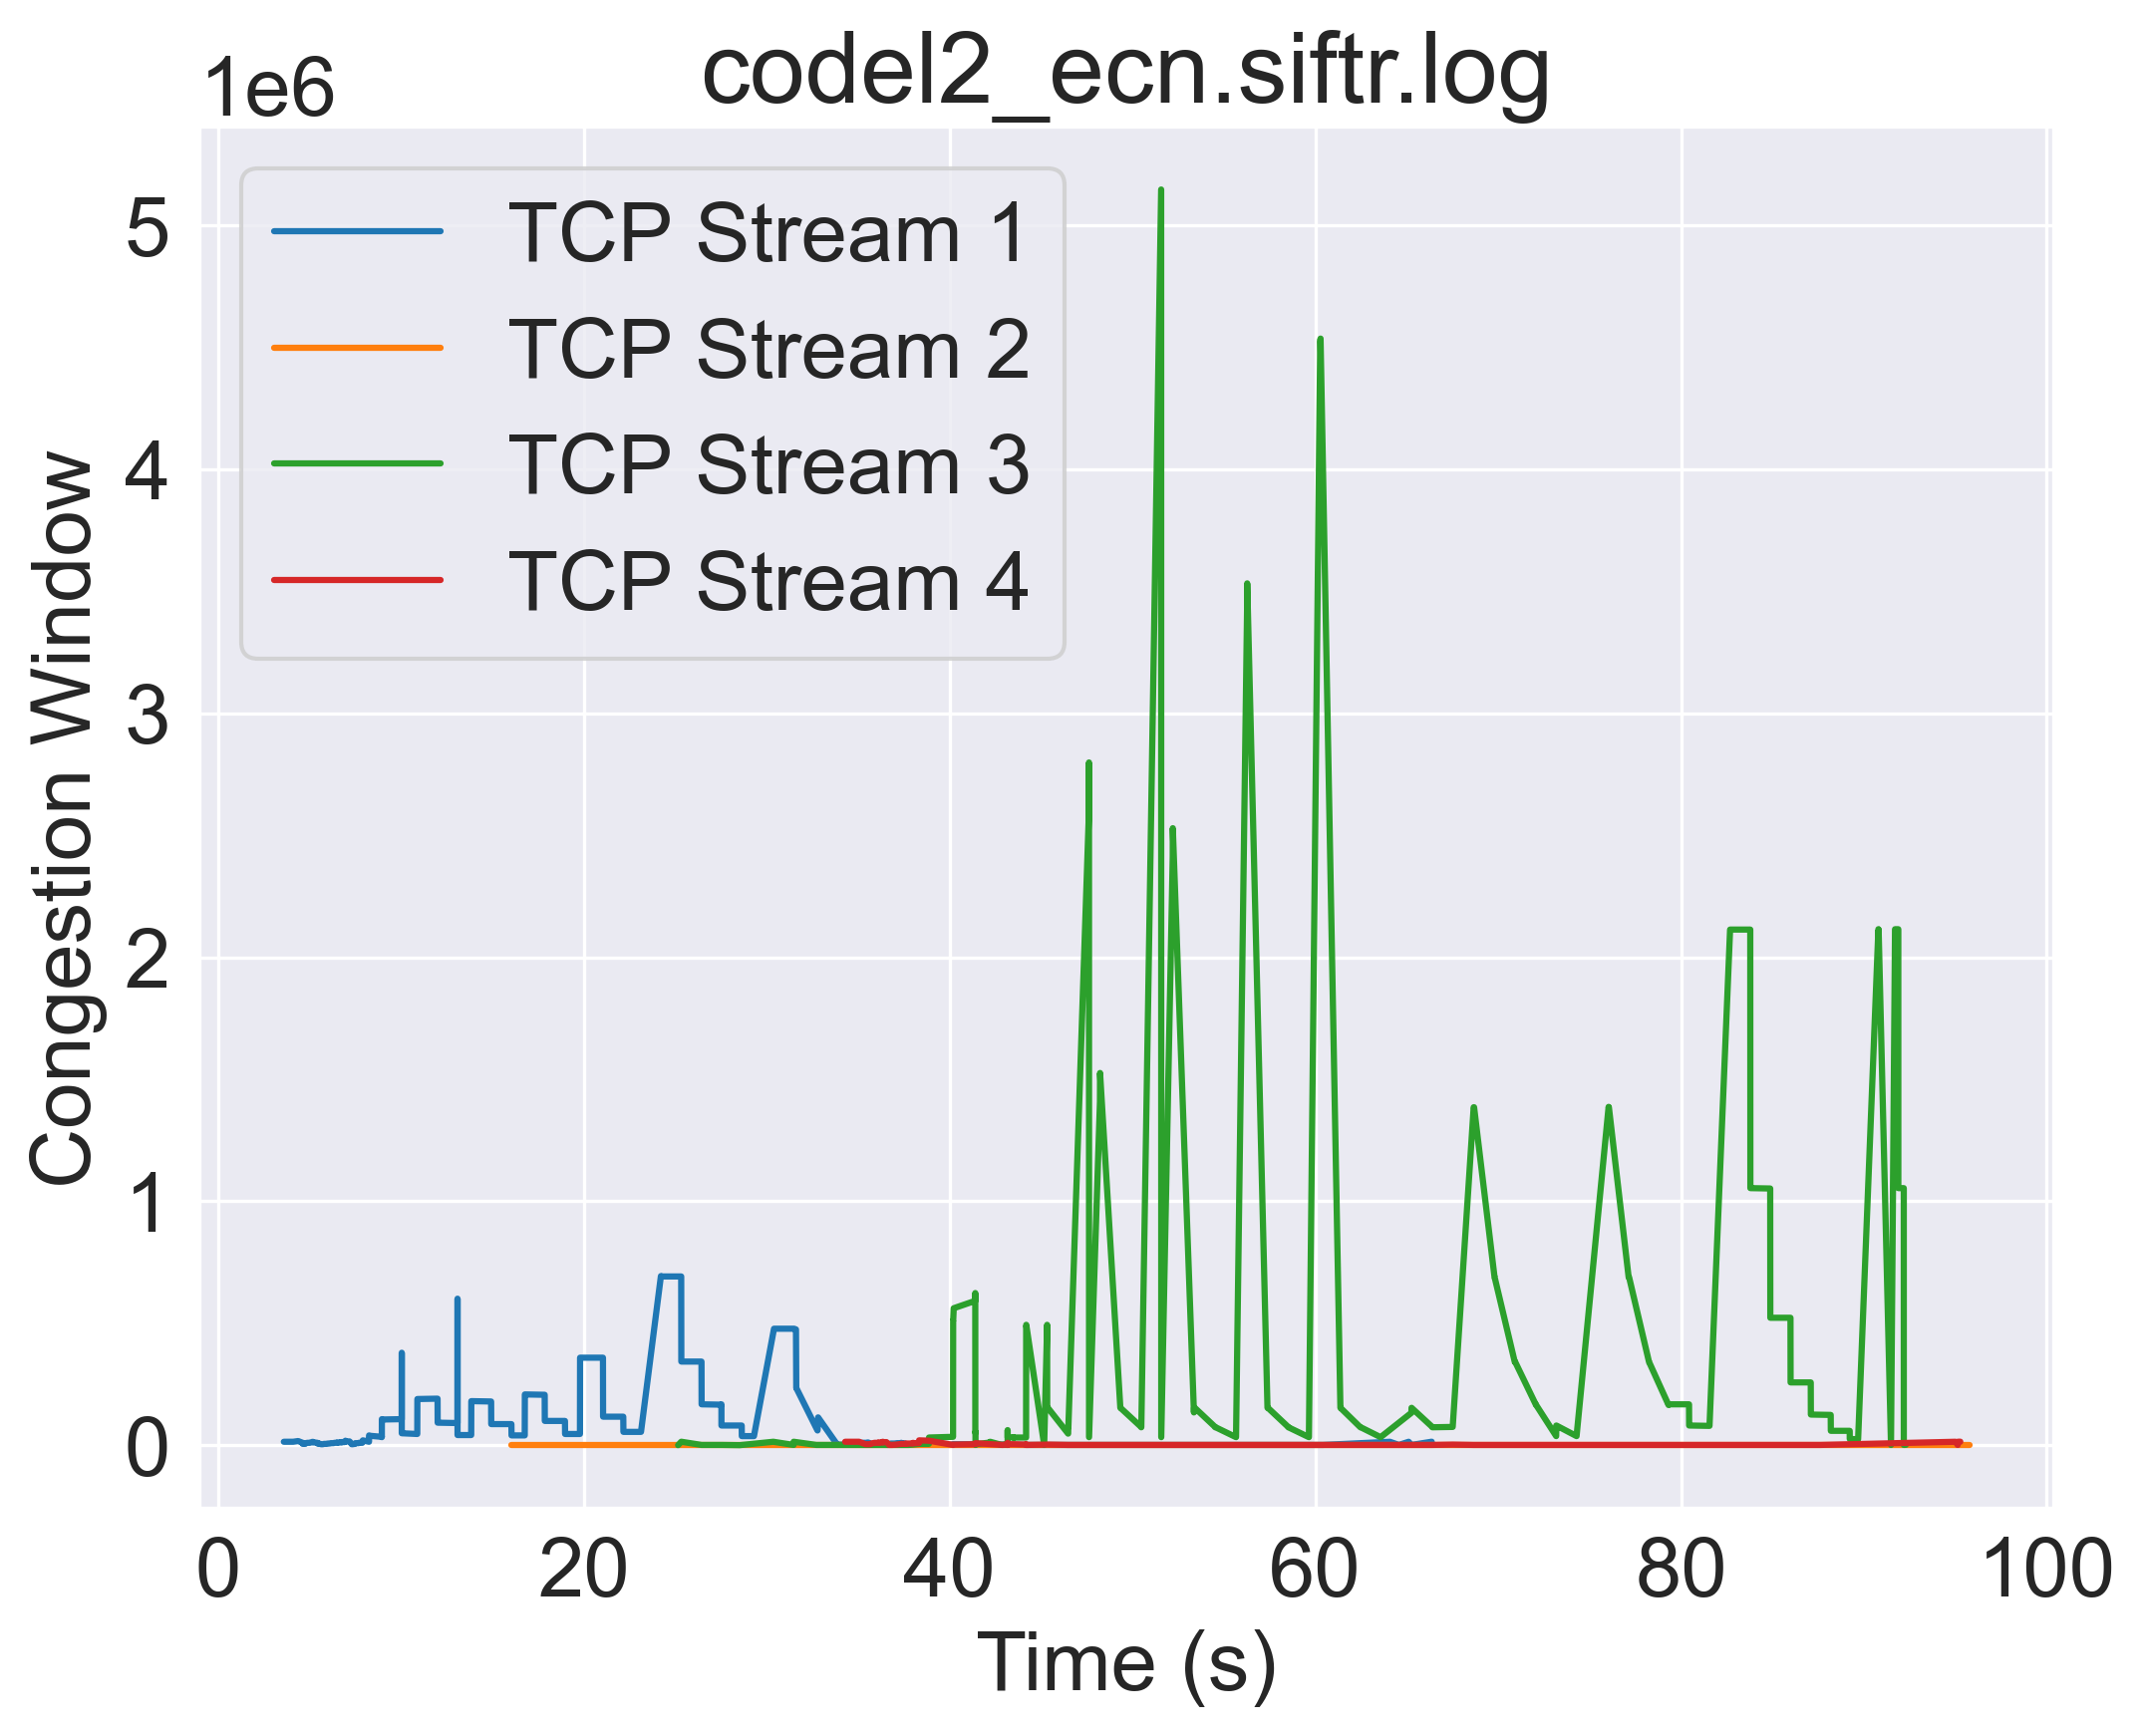 codel2_ecn.siftr.log
1e6
TCP Stream 1
TCP Stream 2
TCP Stream 3
TCP Stream 4
Congestion Window
5
4
3
2
1
0
0 20 40 60 80 100
Time (s)